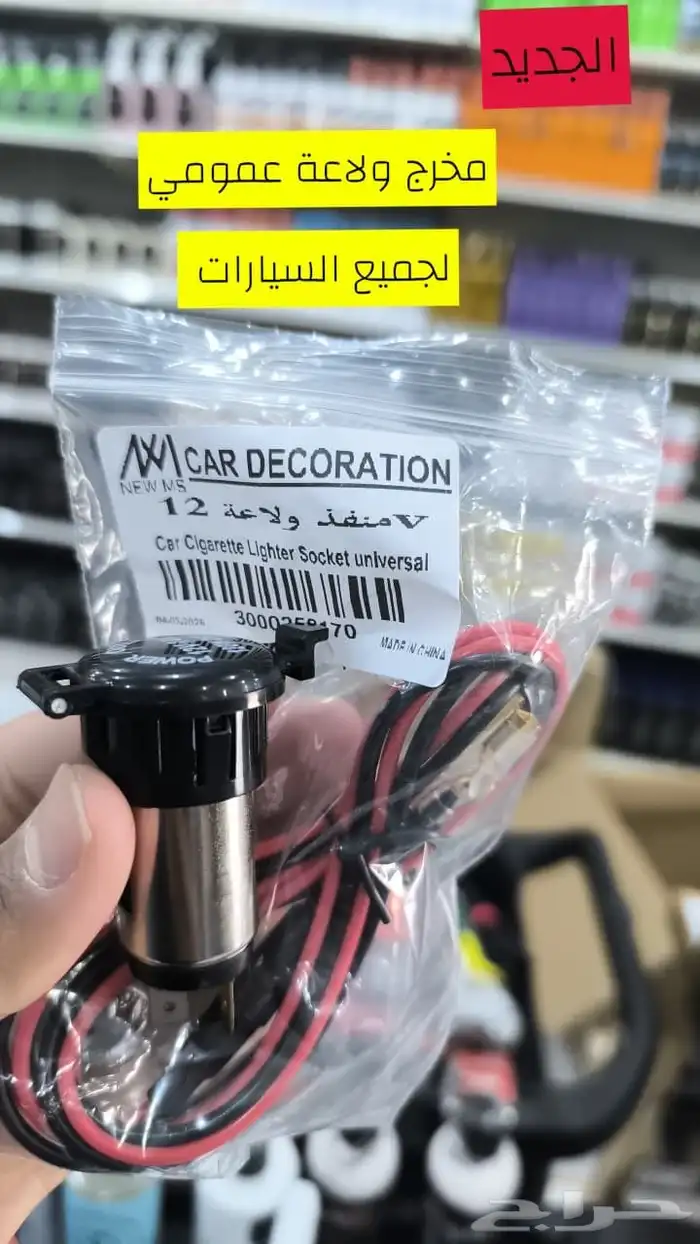 الجديد
مخرج ولاعة عمومي
لجميع السيارات
CAR DECORATION
NEW MS
منفذ ولاعة 12V
Car Cigarette Lighter Socket universal
MADE IN CHINA
POWER
حراج